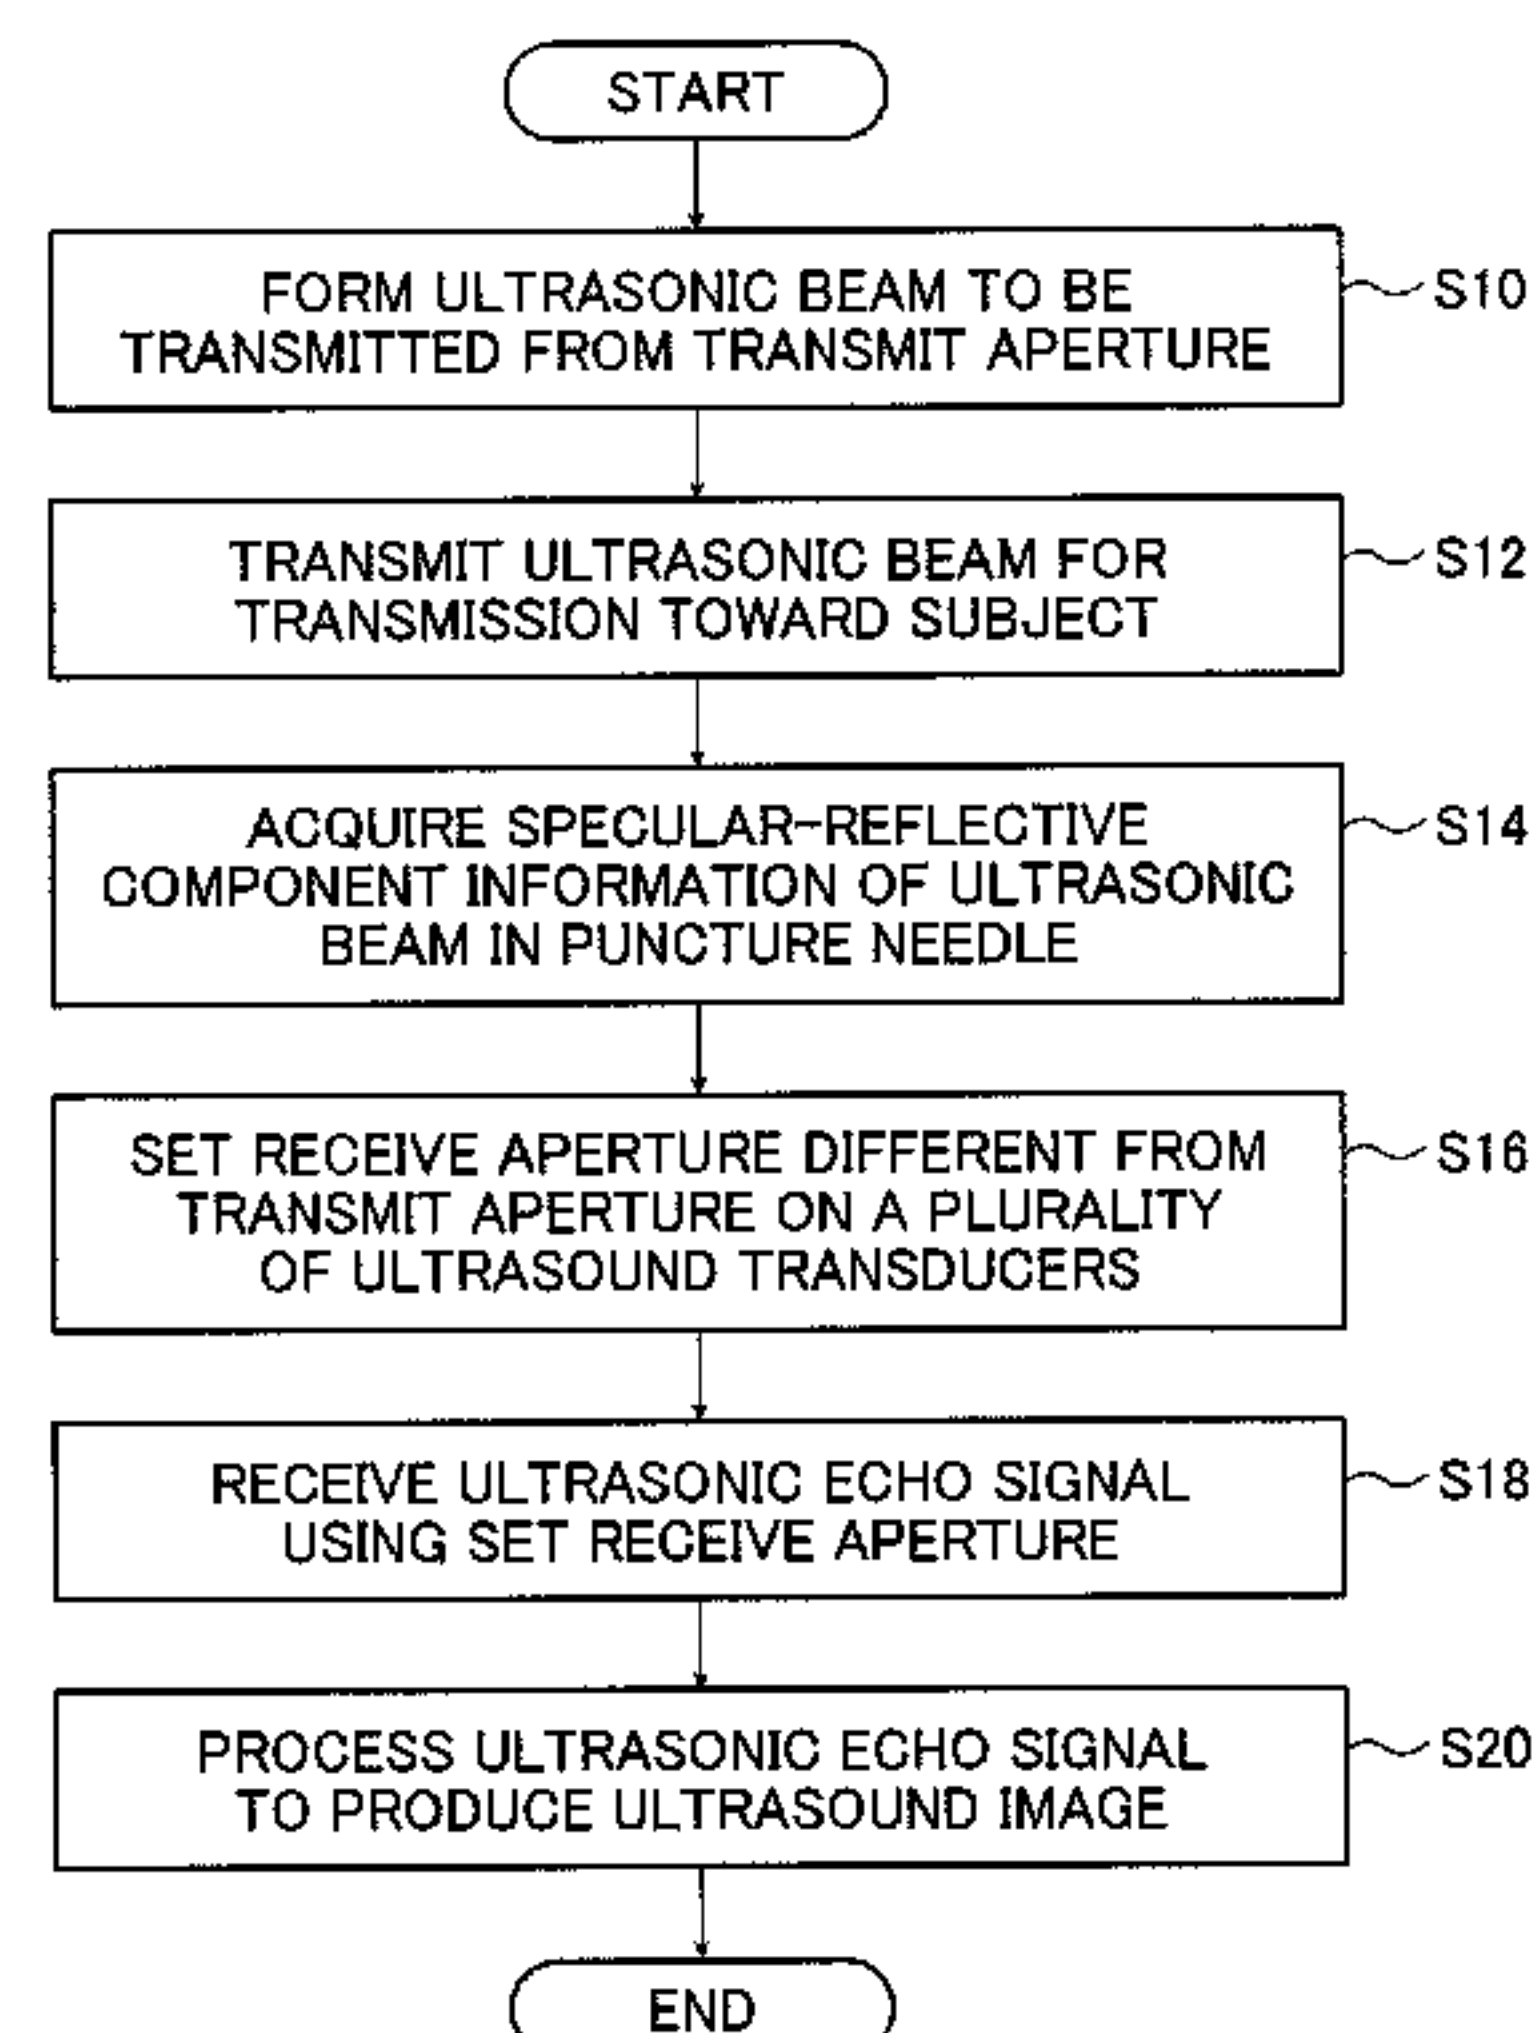 START
FORM ULTRASONIC BEAM TO BE
TRANSMITTED FROM TRANSMIT APERTURE
S10
TRANSMIT ULTRASONIC BEAM FOR
TRANSMISSION TOWARD SUBJECT
S12
ACQUIRE SPECULAR-REFLECTIVE
COMPONENT INFORMATION OF ULTRASONIC
BEAM IN PUNCTURE NEEDLE
S14
SET RECEIVE APERTURE DIFFERENT FROM
TRANSMIT APERTURE ON A PLURALITY
OF ULTRASOUND TRANSDUCERS
S16
RECEIVE ULTRASONIC ECHO SIGNAL
USING SET RECEIVE APERTURE
S18
PROCESS ULTRASONIC ECHO SIGNAL
TO PRODUCE ULTRASOUND IMAGE
S20
END